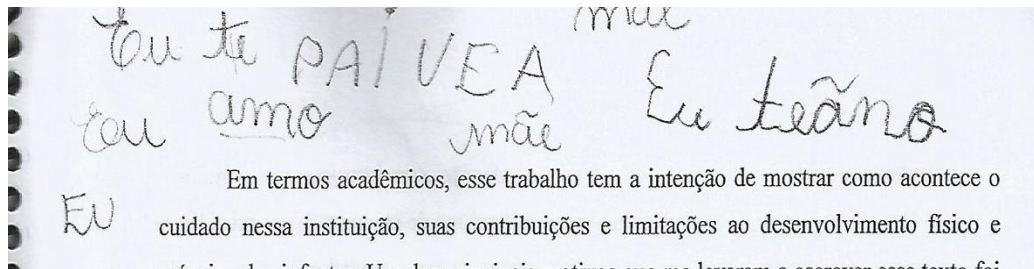 mãe
Eu te PAI VEA
Eu amo mãe Eu teãno
Em termos acadêmicos, esse trabalho tem a intenção de mostrar como acontece o
EU
cuidado nessa instituição, suas contribuições e limitações ao desenvolvimento físico e